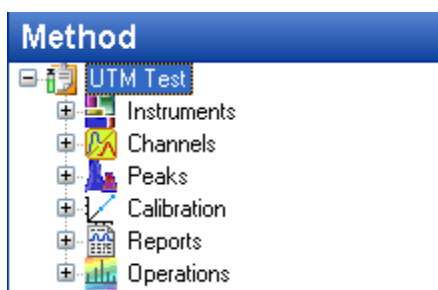 Method
UTM Test
Instruments
Channels
Peaks
Calibration
Reports
Operations